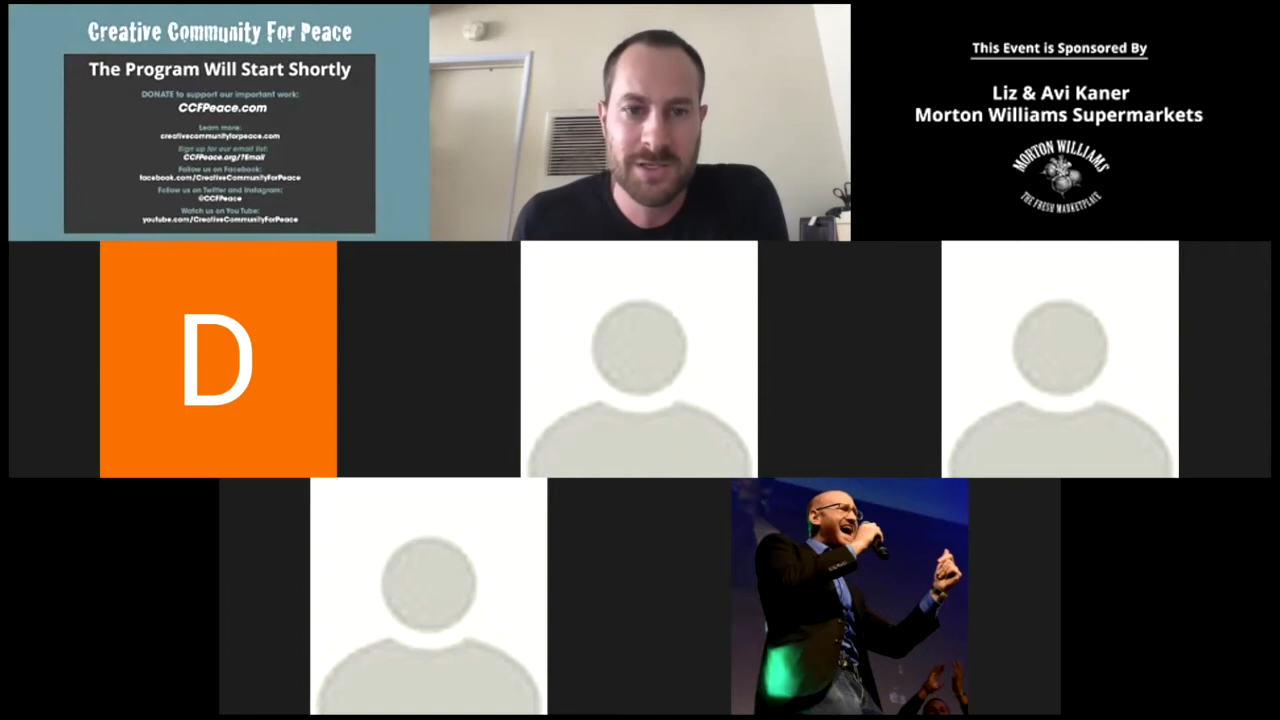 Creative Community For Peace
The Program Will Start Shortly
DONATE to support our important work:
CCFPeace.com
Learn more:
creativecommunityforpeace.com
Sign up for our email list:
CCFPeace.org/?Email
Follow us on Facebook:
facebook.com/CreativeCommunityForPeace
Follow us on Twitter and Instagram:
@CCFPeace
Watch us on You Tube:
youtube.com/CreativeCommunityForPeace
This Event is Sponsored By
Liz & Avi Kaner
Morton Williams Supermarkets
MORTON WILLIAMS
THE FRESH MARKETPLACE
D